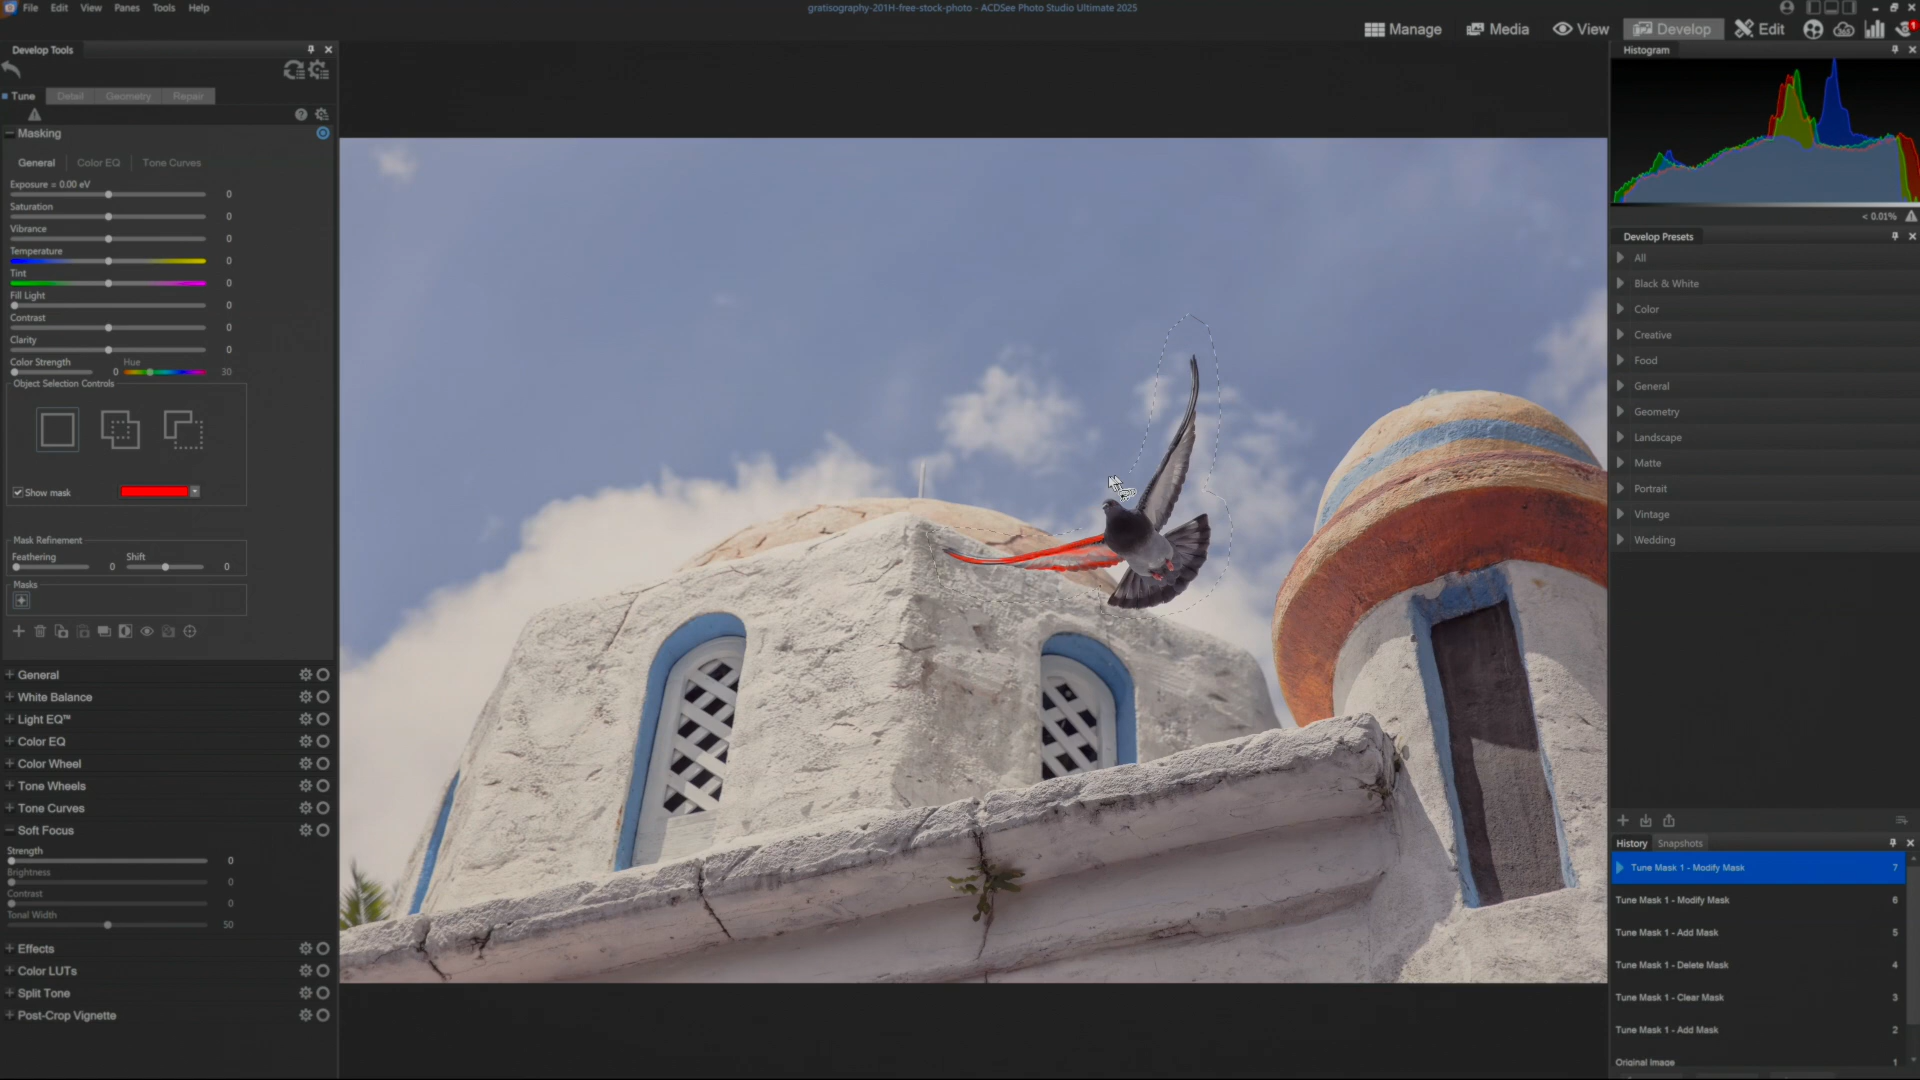 File Edit View Panes Tools Help
gratisography-201H-free-stock-photo - ACDSee Photo Studio Ultimate 2025
Manage Media View Develop Edit 365 1
Develop Tools
Tune Detail Geometry Repair
Masking
General Color EQ Tone Curves
Exposure = 0.00 eV 0
Saturation 0
Vibrance 0
Temperature 0
Tint 0
Fill Light 0
Contrast 0
Clarity 0
Color Strength 0 Hue 30
Object Selection Controls
Show mask
Mask Refinement
Feathering 0 Shift 0
Masks
General
White Balance
Light EQ™
Color EQ
Color Wheel
Tone Wheels
Tone Curves
Soft Focus
Strength 0
Brightness 0
Contrast 0
Tonal Width 50
Effects
Color LUTs
Split Tone
Post-Crop Vignette
Histogram
< 0.01%
Develop Presets
All
Black & White
Color
Creative
Food
General
Geometry
Landscape
Matte
Portrait
Vintage
Wedding
History Snapshots
Tune Mask 1 - Modify Mask 7
Tune Mask 1 - Modify Mask 6
Tune Mask 1 - Add Mask 5
Tune Mask 1 - Delete Mask 4
Tune Mask 1 - Clear Mask 3
Tune Mask 1 - Add Mask 2
Original Image 1